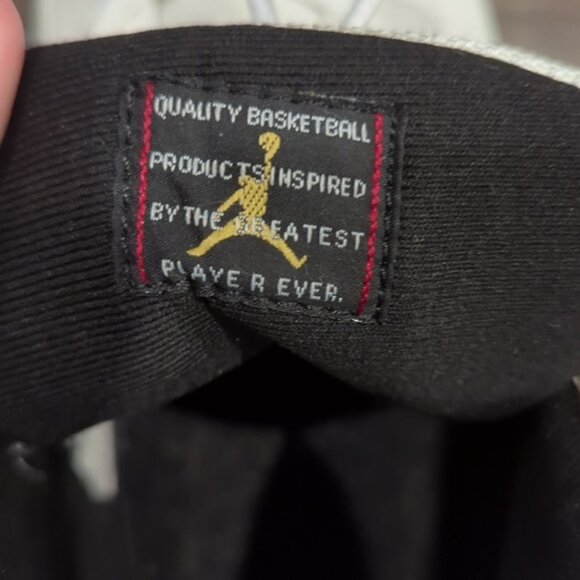 QUALITY BASKETBALL
PRODUCTS INSPIRED
BY THE GREATEST
PLAYER EVER.